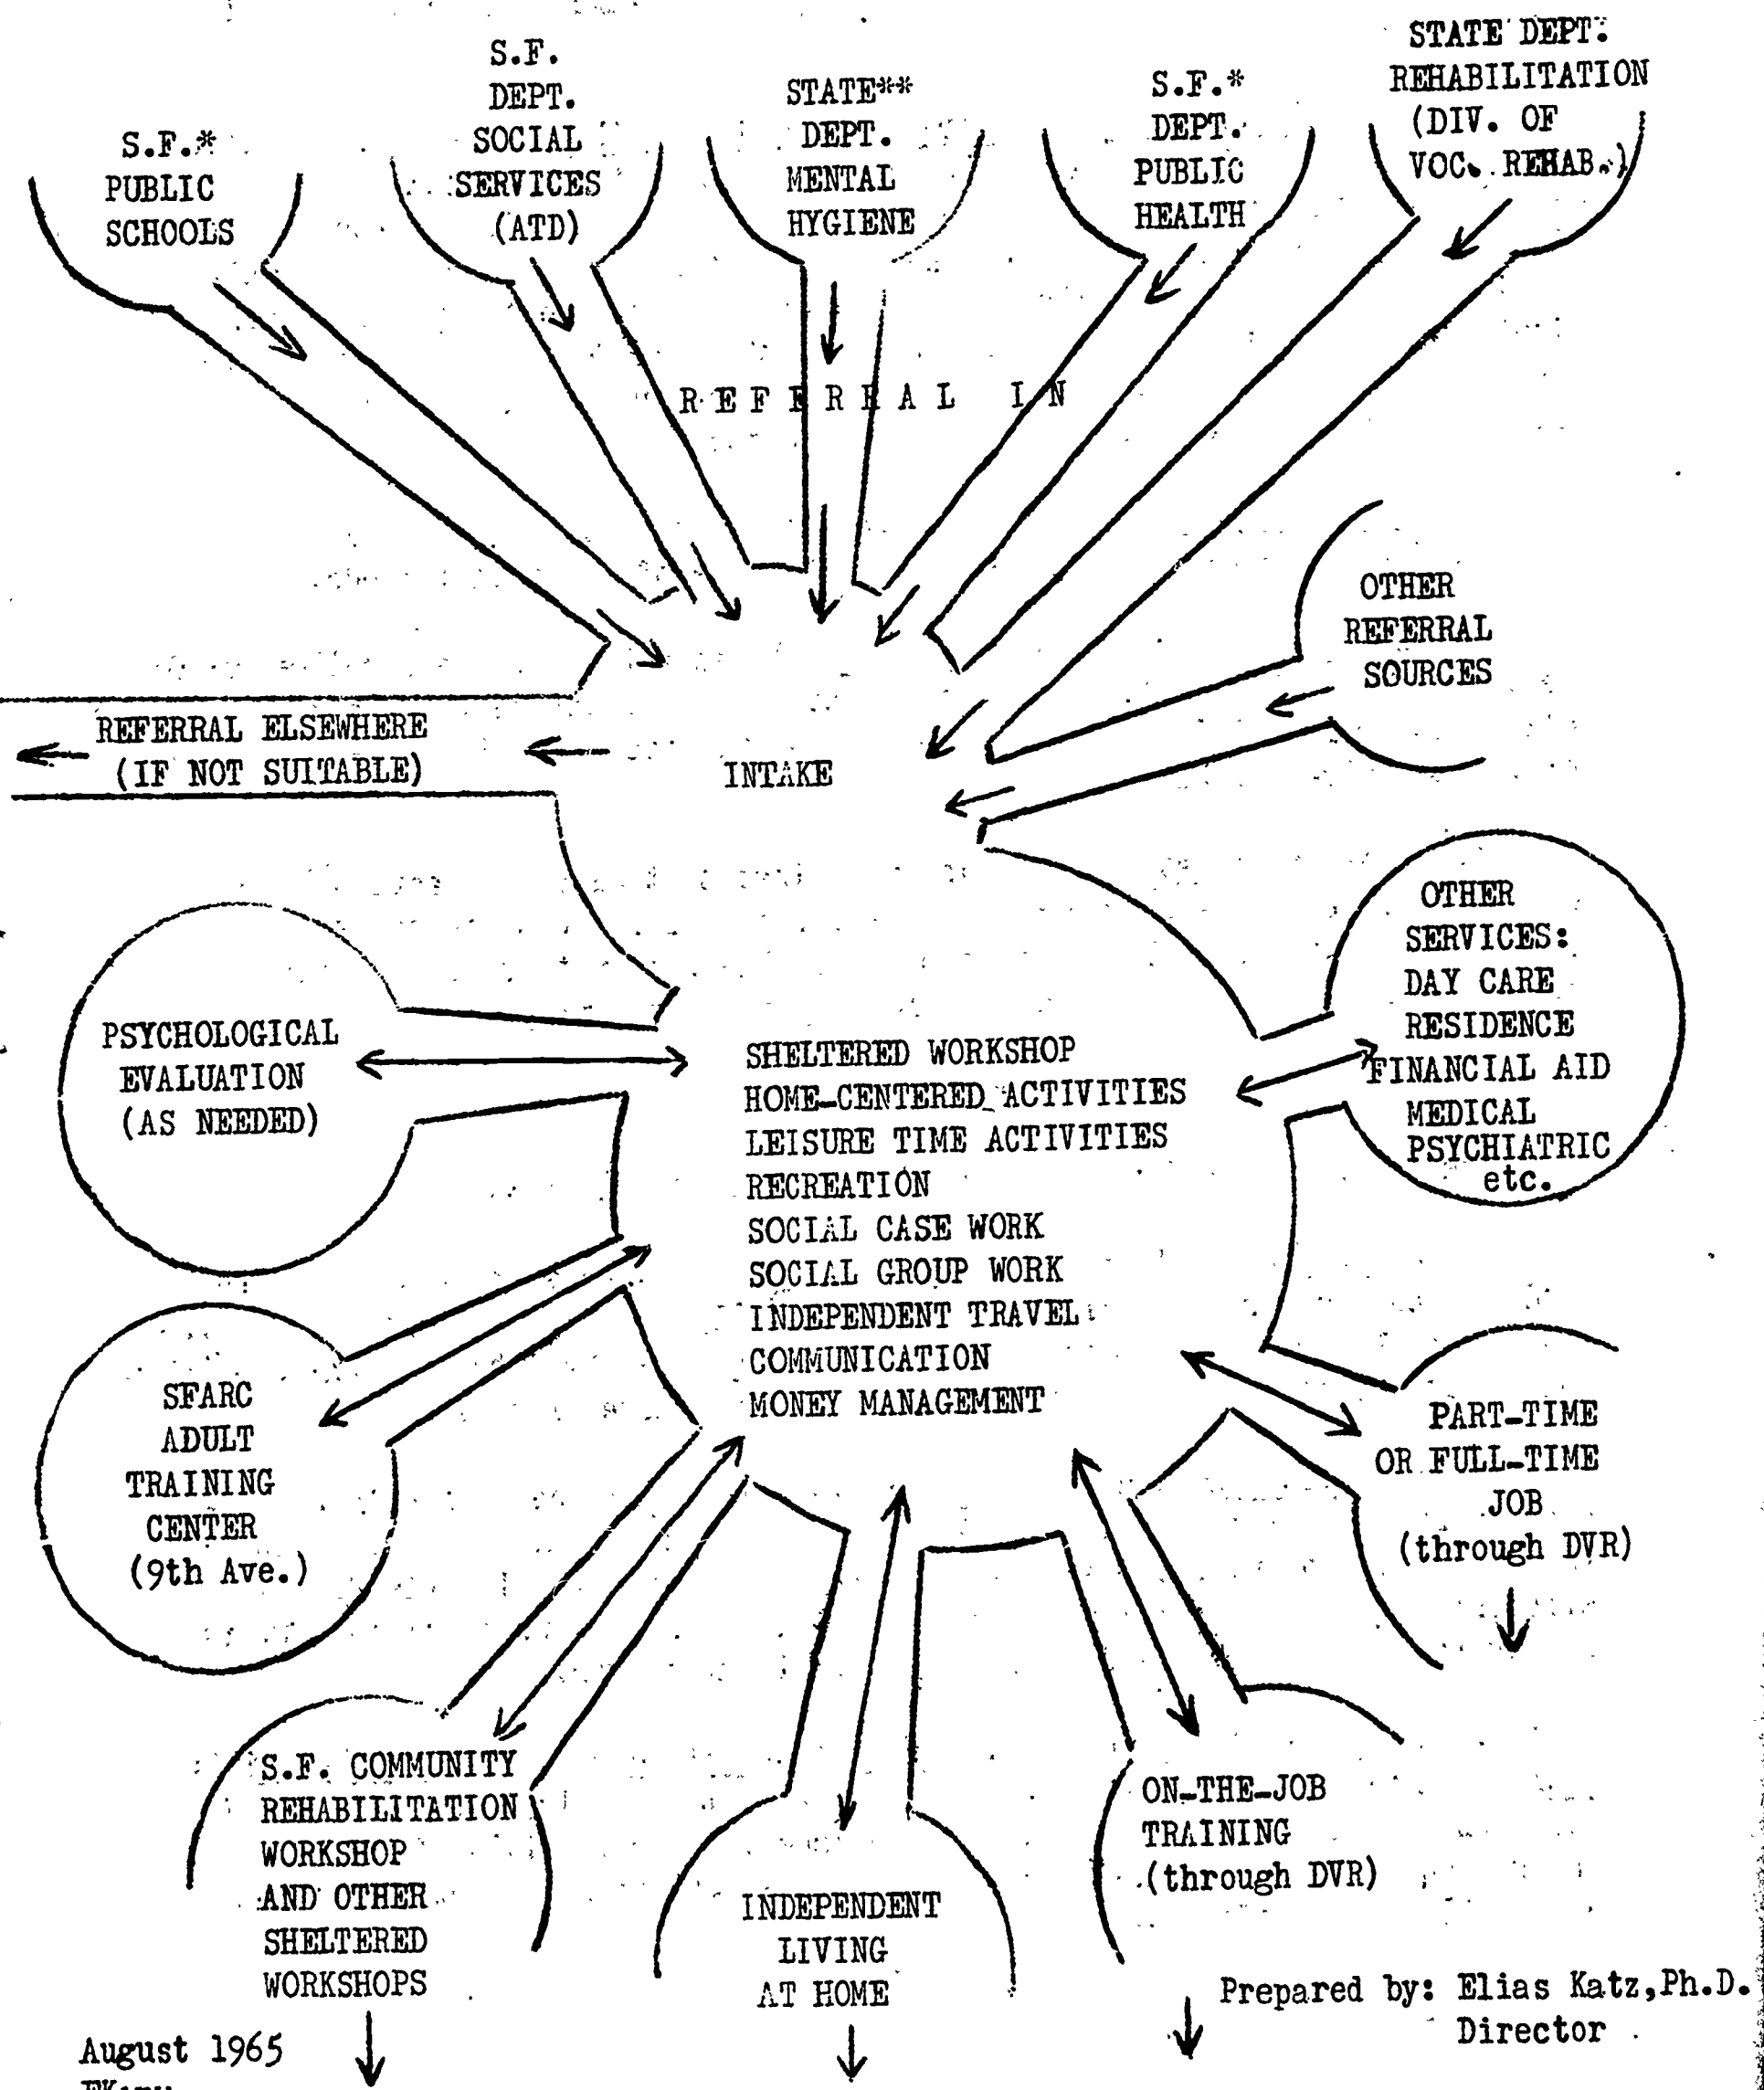 S.F.*
PUBLIC
SCHOOLS
S.F.
DEPT.
SOCIAL
SERVICES
(ATD)
STATE**
DEPT.
MENTAL
HYGIENE
S.F.*
DEPT.
PUBLIC
HEALTH
STATE DEPT.
REHABILITATION
(DIV. OF
VOC. REHAB.)
REFERRAL IN
OTHER
REFERRAL
SOURCES
REFERRAL ELSEWHERE
(IF NOT SUITABLE)
INTAKE
OTHER
SERVICES:
DAY CARE
RESIDENCE
FINANCIAL AID
MEDICAL
PSYCHIATRIC
etc.
PSYCHOLOGICAL
EVALUATION
(AS NEEDED)
SHELTERED WORKSHOP
HOME-CENTERED ACTIVITIES
LEISURE TIME ACTIVITIES
RECREATION
SOCIAL CASE WORK
SOCIAL GROUP WORK
INDEPENDENT TRAVEL
COMMUNICATION
MONEY MANAGEMENT
SFARC
ADULT
TRAINING
CENTER
(9th Ave.)
PART-TIME
OR FULL-TIME
JOB
(through DVR)
S.F. COMMUNITY
REHABILITATION
WORKSHOP
AND OTHER
SHELTERED
WORKSHOPS
INDEPENDENT
LIVING
AT HOME
ON-THE-JOB
TRAINING
(through DVR)
Prepared by: Elias Katz,Ph.D.
Director
August 1965